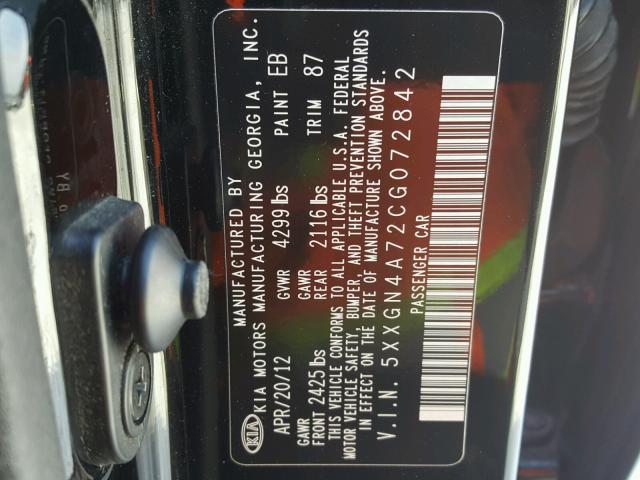 MANUFACTURED BY
KIA KIA MOTORS MANUFACTURING GEORGIA, INC.
APR/20/12 GVWR 4299 lbs PAINT EB
GAWR FRONT 2425 lbs GAWR REAR 2116 lbs TRIM 87
THIS VEHICLE CONFORMS TO ALL APPLICABLE U.S.A. FEDERAL
MOTOR VEHICLE SAFETY, BUMPER, AND THEFT PREVENTION STANDARDS
IN EFFECT ON THE DATE OF MANUFACTURE SHOWN ABOVE.
V.I.N. 5XXGN4A72CG072842
PASSENGER CAR